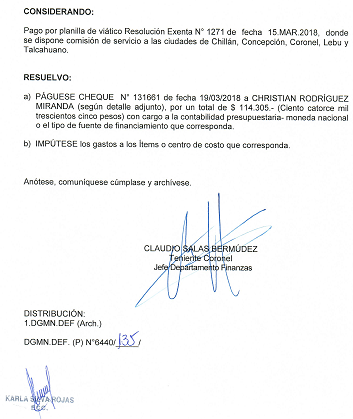 CONSIDERANDO:
Pago por planilla de viático Resolución Exenta N° 1271 de fecha 15.MAR.2018, donde
se dispone comisión de servicio a las ciudades de Chillán, Concepción, Coronel, Lebu y
Talcahuano.
RESUELVO:
a) PÁGUESE CHEQUE N° 131661 de fecha 19/03/2018 a CHRISTIAN RODRÍGUEZ
MIRANDA (según detalle adjunto), por un total de $ 114.305.- (Ciento catorce mil
trescientos cinco pesos) con cargo a la contabilidad presupuestaria- moneda nacional
o el tipo de fuente de financiamiento que corresponda.
b) IMPÚTESE los gastos a los Ítems o centro de costo que corresponda.
Anótese, comuníquese cúmplase y archívese.
CLAUDIO SALAS BERMÚDEZ
Teniente Coronel
Jefe Departamento Finanzas
DISTRIBUCIÓN:
1.DGMN.DEF (Arch.)
DGMN.DEF. (P) N°6440/ 135 /
KARLA SILVA ROJAS